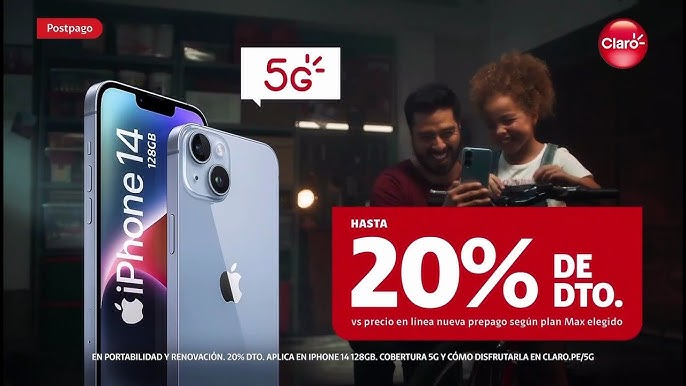 Postpago
Claro
5G
iPhone 14
128GB
HASTA
20% DE DTO.
vs precio en línea nueva prepago según plan Max elegido
EN PORTABILIDAD Y RENOVACIÓN. 20% DTO. APLICA EN IPHONE 14 128GB. COBERTURA 5G Y CÓMO DISFRUTARLA EN CLARO.PE/5G